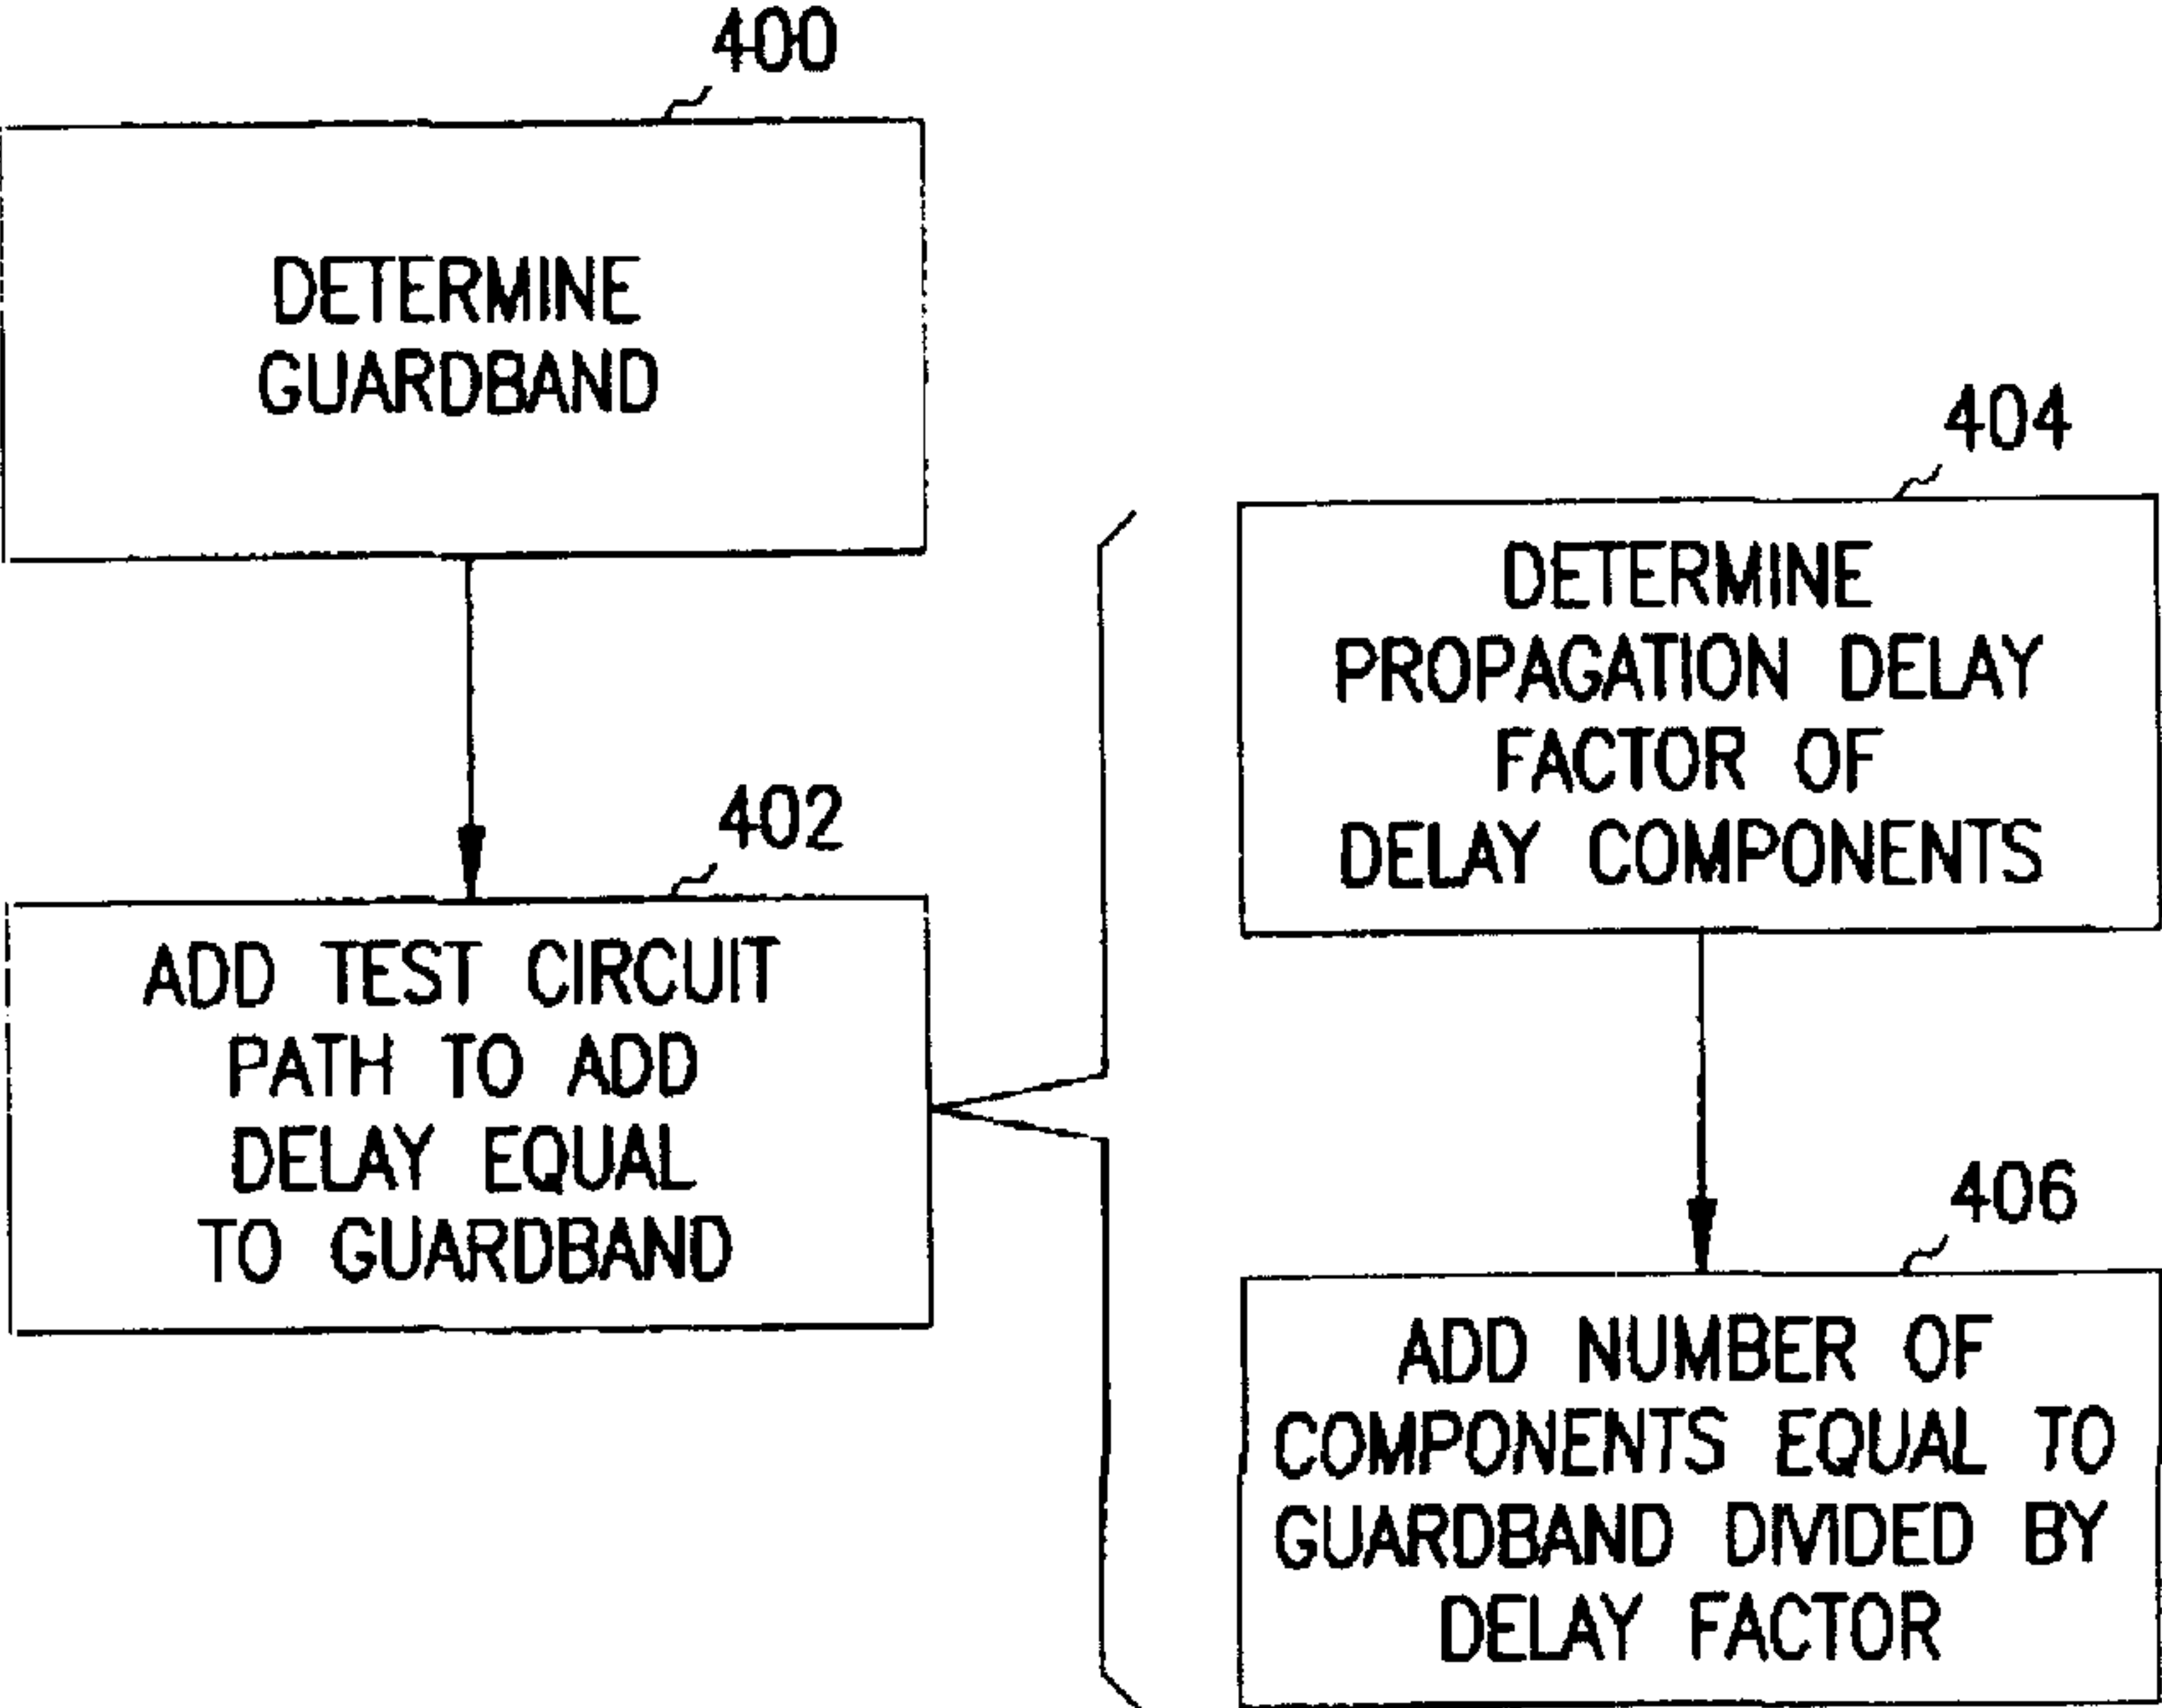 400
DETERMINE
GUARDBAND
402
ADD TEST CIRCUIT
PATH TO ADD
DELAY EQUAL
TO GUARDBAND
404
DETERMINE
PROPAGATION DELAY
FACTOR OF
DELAY COMPONENTS
406
ADD NUMBER OF
COMPONENTS EQUAL TO
GUARDBAND DIVIDED BY
DELAY FACTOR